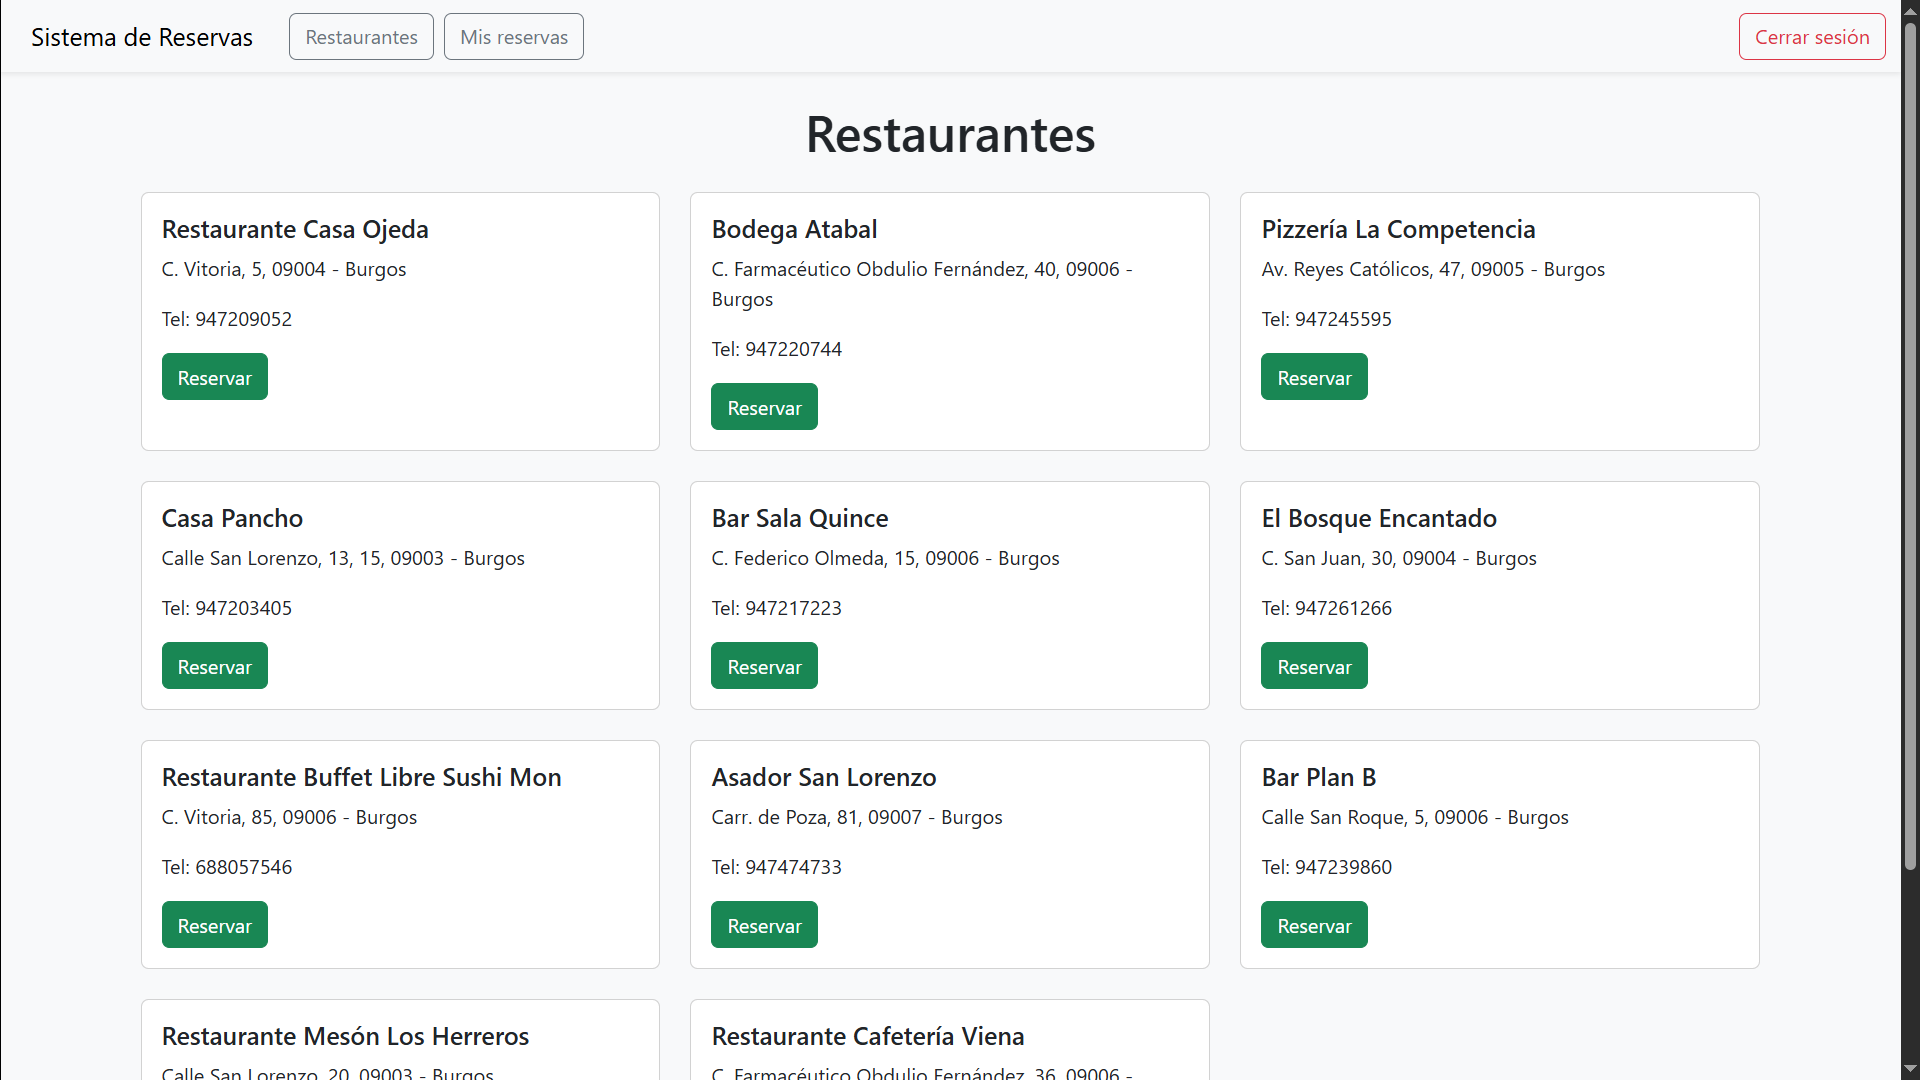 Sistema de Reservas
Restaurantes
Mis reservas
Cerrar sesión
Restaurantes
Restaurante Casa Ojeda
C. Vitoria, 5, 09004 - Burgos
Tel: 947209052
Reservar
Bodega Atabal
C. Farmacéutico Obdulio Fernández, 40, 09006 -
Burgos
Tel: 947220744
Reservar
Pizzería La Competencia
Av. Reyes Católicos, 47, 09005 - Burgos
Tel: 947245595
Reservar
Casa Pancho
Calle San Lorenzo, 13, 15, 09003 - Burgos
Tel: 947203405
Reservar
Bar Sala Quince
C. Federico Olmeda, 15, 09006 - Burgos
Tel: 947217223
Reservar
El Bosque Encantado
C. San Juan, 30, 09004 - Burgos
Tel: 947261266
Reservar
Restaurante Buffet Libre Sushi Mon
C. Vitoria, 85, 09006 - Burgos
Tel: 688057546
Reservar
Asador San Lorenzo
Carr. de Poza, 81, 09007 - Burgos
Tel: 947474733
Reservar
Bar Plan B
Calle San Roque, 5, 09006 - Burgos
Tel: 947239860
Reservar
Restaurante Mesón Los Herreros
Calle San Lorenzo, 20, 09003 - Burgos
Restaurante Cafetería Viena
C. Farmacéutico Obdulio Fernández, 36, 09006 -